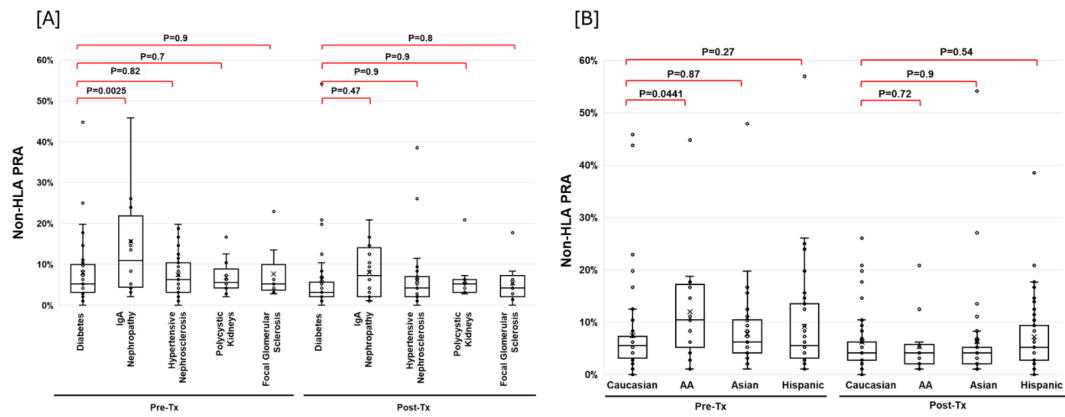 [A]
P=0.9
P=0.7
P=0.82
P=0.0025
P=0.8
P=0.9
P=0.9
P=0.47
Non-HLA PRA
60%
50%
40%
30%
20%
10%
0%
Diabetes
IgA
Nephropathy
Hypertensive
Nephrosclerosis
Polycystic
Kidneys
Focal Glomerular
Sclerosis
Diabetes
IgA
Nephropathy
Hypertensive
Nephrosclerosis
Polycystic
Kidneys
Focal Glomerular
Sclerosis
Pre-Tx
Post-Tx
[B]
P=0.27
P=0.87
P=0.0441
P=0.54
P=0.9
P=0.72
Non-HLA PRA
60%
50%
40%
30%
20%
10%
0%
Caucasian
AA
Asian
Hispanic
Caucasian
AA
Asian
Hispanic
Pre-Tx
Post-Tx